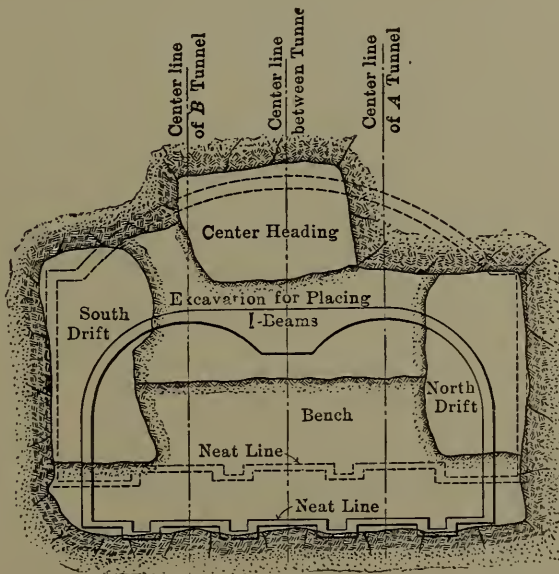 Center line
of B Tunnel
Center line
between Tunne
Center line
of A Tunnel
Center Heading
South
Drift
Excavation for Placing
I-Beams
North
Drift
Bench
Neat Line
Neat Line